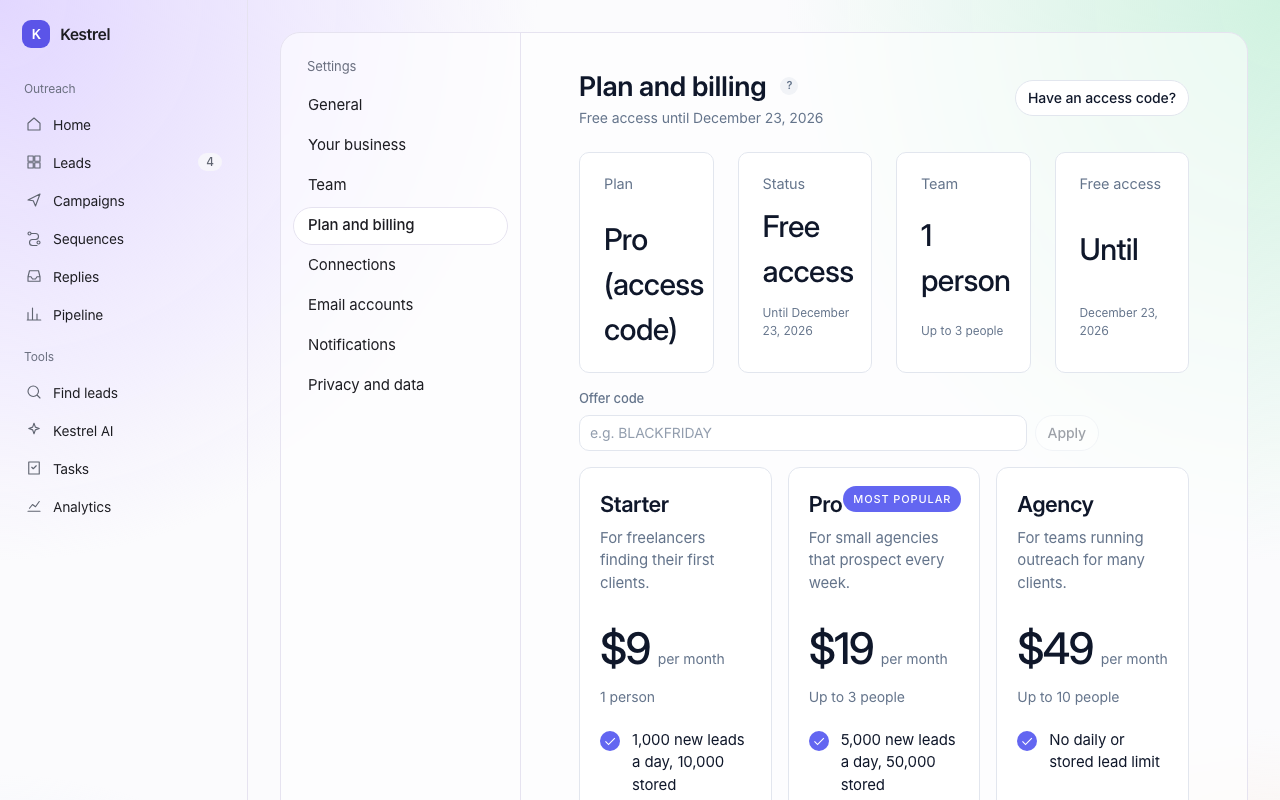 K Kestrel
Outreach
Home
Leads 4
Campaigns
Sequences
Replies
Pipeline
Tools
Find leads
Kestrel AI
Tasks
Analytics
Settings
General
Your business
Team
Plan and billing
Connections
Email accounts
Notifications
Privacy and data
Plan and billing ?
Free access until December 23, 2026
Have an access code?
Plan
Pro
(access
code)
Status
Free
access
Until December
23, 2026
Team
1
person
Up to 3 people
Free access
Until
December 23,
2026
Offer code
e.g. BLACKFRIDAY
Apply
Starter
For freelancers
finding their first
clients.
$9 per month
1 person
1,000 new leads
a day, 10,000
stored
Pro MOST POPULAR
For small agencies
that prospect every
week.
$19 per month
Up to 3 people
5,000 new leads
a day, 50,000
stored
Agency
For teams running
outreach for many
clients.
$49 per month
Up to 10 people
No daily or
stored lead limit